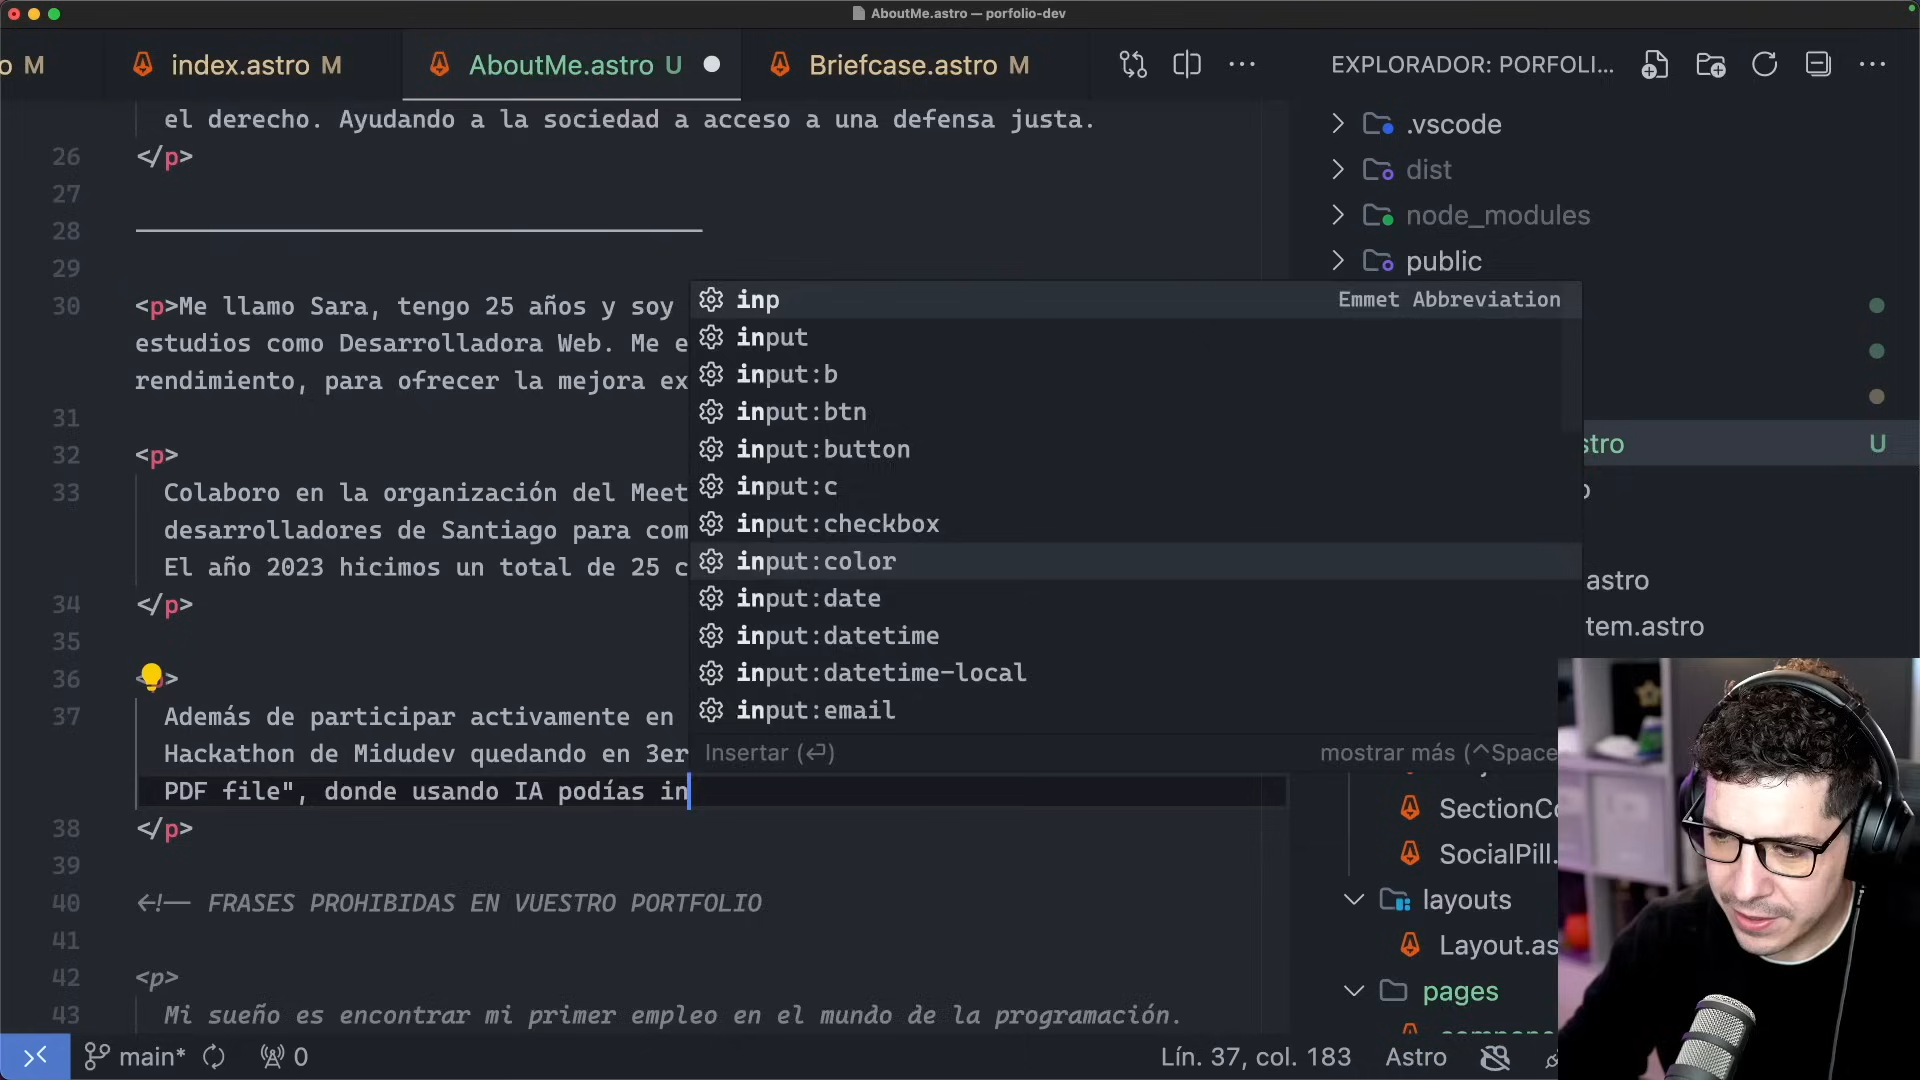 AboutMe.astro — porfolio-dev
o M
index.astro M
AboutMe.astro U
Briefcase.astro M
EXPLORADOR: PORFOLI...
el derecho. Ayudando a la sociedad a acceso a una defensa justa.
26 </p>
27
28 ———————————————————
29
30 <p>Me llamo Sara, tengo 25 años y soy
estudios como Desarrolladora Web. Me e
rendimiento, para ofrecer la mejora ex
31
32 <p>
33 Colaboro en la organización del Meet
desarrolladores de Santiago para com
El año 2023 hicimos un total de 25 c
34 </p>
35
36 >
37 Además de participar activamente en
Hackathon de Midudev quedando en 3er
PDF file", donde usando IA podías in
38 </p>
39
40 <!-- FRASES PROHIBIDAS EN VUESTRO PORTFOLIO
41
42 <p>
43 Mi sueño es encontrar mi primer empleo en el mundo de la programación.
inp Emmet Abbreviation
input
input:b
input:btn
input:button
input:c
input:checkbox
input:color
input:date
input:datetime
input:datetime-local
input:email
Insertar (⏎) mostrar más (^Space
.vscode
dist
node_modules
public
stro U
astro
tem.astro
SectionCo
SocialPill.
layouts
Layout.as
pages
main* 0
Lín. 37, col. 183
Astro